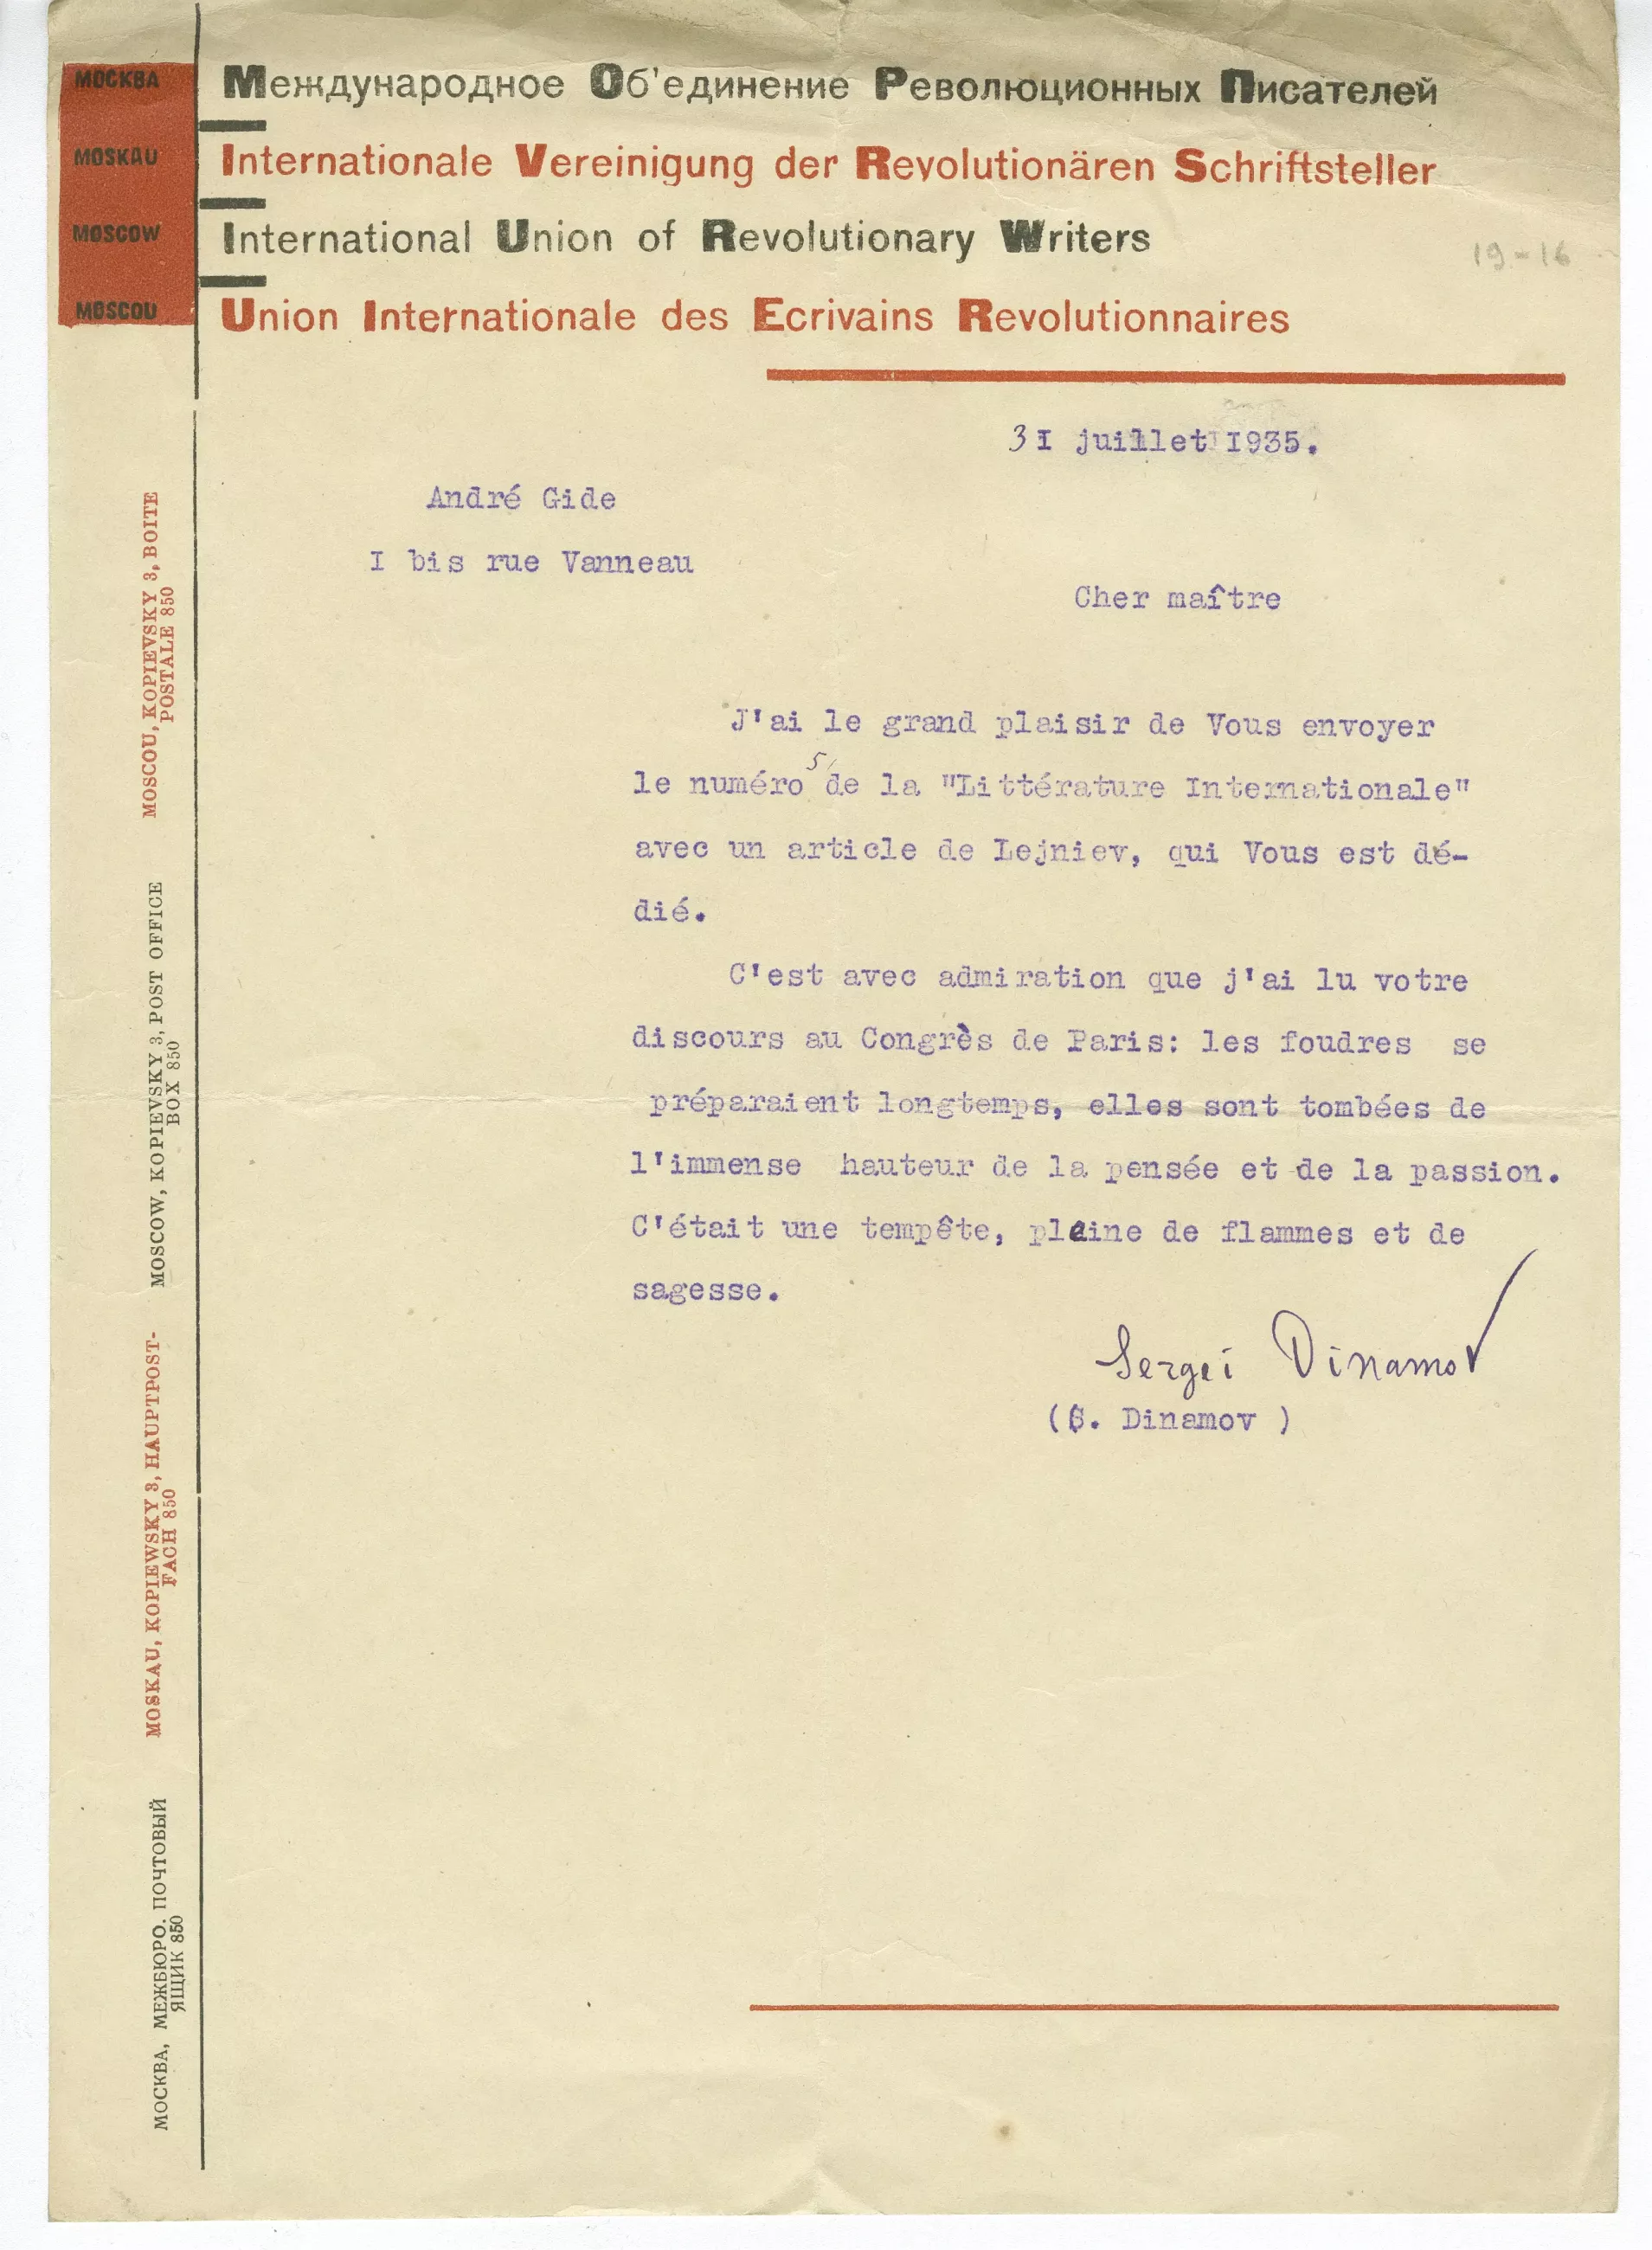 МОСКВА
Международное Об'единение Революционных Писателей
MOSKAU
Internationale Vereinigung der Revolutionären Schriftsteller
MOSCOW
International Union of Revolutionary Writers
19-16
MOSCOU
Union Internationale des Ecrivains Revolutionnaires
31 juillet 1935.
André Gide
I bis rue Vanneau
Cher maître
J'ai le grand plaisir de Vous envoyer
le numéro 5 de la "Littérature Internationale"
avec un article de Lejniev, qui Vous est dé-
dié.
C'est avec admiration que j'ai lu votre
discours au Congrès de Paris: les foudres se
préparaient longtemps, elles sont tombées de
l'immense hauteur de la pensée et de la passion.
C'était une tempête, pleine de flammes et de
sagesse.
Sergei Dinamov
(S. Dinamov )
MOSCOU, KOPIEVSKY 3, BOITE
POSTALE 850
MOSCOW, KOPIEVSKY 3, POST OFFICE
BOX 850
MOSKAU, KOPIEWSKY 3, HAUPTPOST-
FACH 850
МОСКВА, МЕЖБЮРО. ПОЧТОВЫЙ
ЯЩИК 850